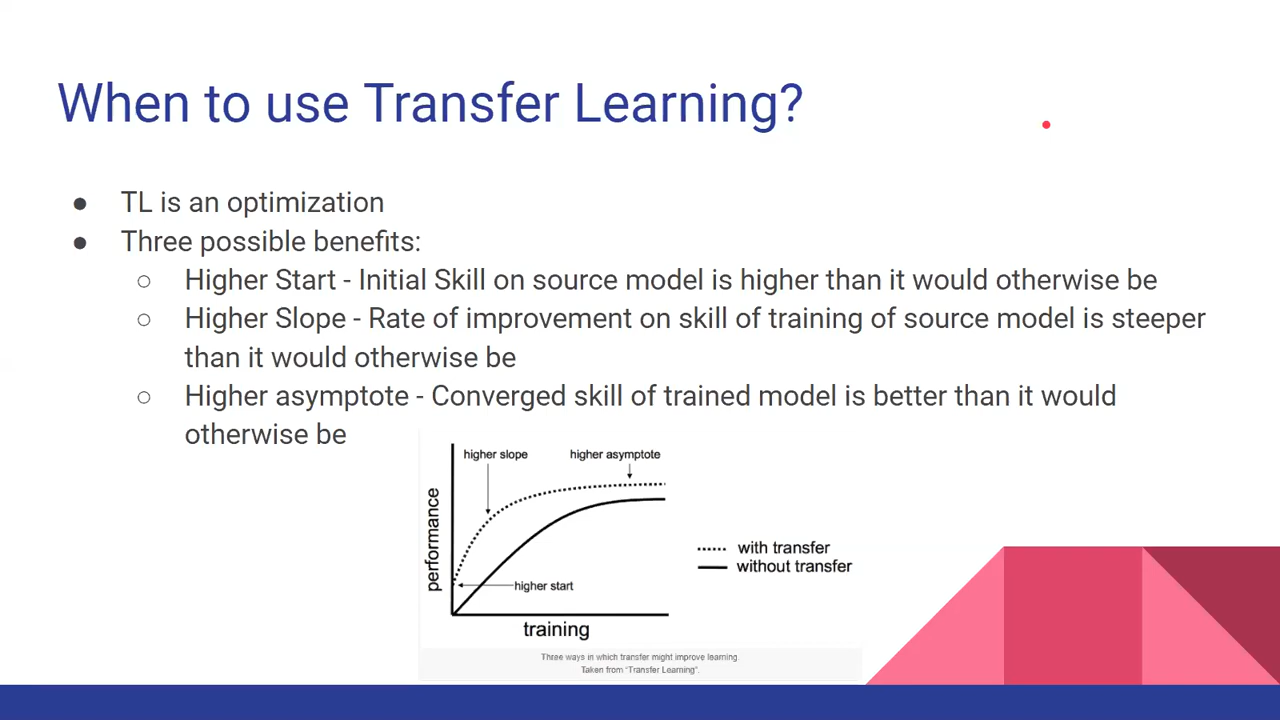 When to use Transfer Learning?
● TL is an optimization
● Three possible benefits:
○ Higher Start - Initial Skill on source model is higher than it would otherwise be
○ Higher Slope - Rate of improvement on skill of training of source model is steeper
than it would otherwise be
○ Higher asymptote - Converged skill of trained model is better than it would
otherwise be
higher slope
higher asymptote
performance
with transfer
without transfer
higher start
training
Three ways in which transfer might improve learning.
Taken from "Transfer Learning".